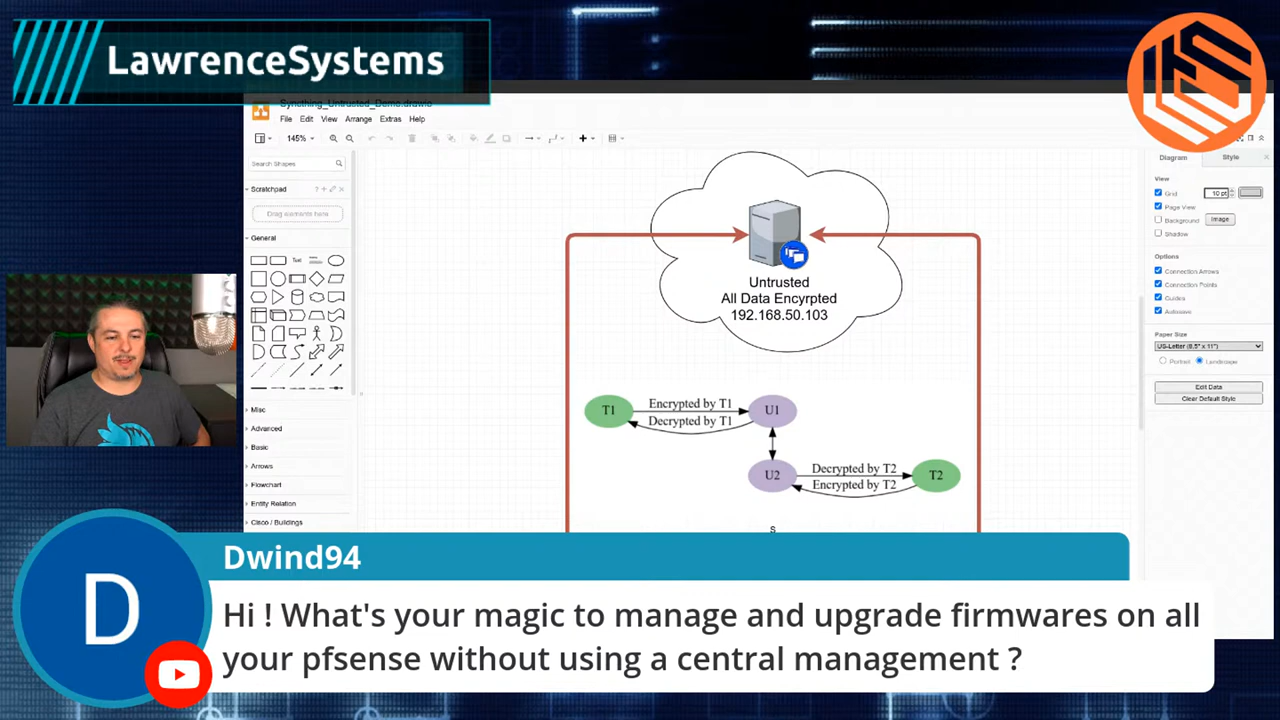 LawrenceSystems
Syncthing_Untrusted_Demo.drawio
File Edit View Arrange Extras Help
145%
Search Shapes
Scratchpad
Drag elements here
General
Text
Misc
Advanced
Basic
Arrows
Flowchart
Entity Relation
Cisco / Buildings
Untrusted
All Data Encyrpted
192.168.50.103
T1
Encrypted by T1
Decrypted by T1
U1
U2
Decrypted by T2
Encrypted by T2
T2
S
Diagram Style
View
Grid 10 pt
Page View
Background Image
Shadow
Options
Connection Arrows
Connection Points
Guides
Autosave
Paper Size
US-Letter (8,5" x 11")
Portrait Landscape
Edit Data
Clear Default Style
D
Dwind94
Hi ! What's your magic to manage and upgrade firmwares on all
your pfsense without using a central management ?